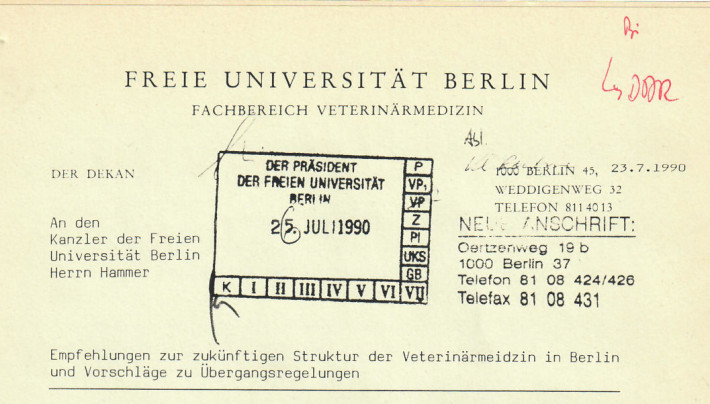 FREIE UNIVERSITÄT BERLIN
FACHBEREICH VETERINÄRMEDIZIN
DDR
Abl.
DER DEKAN
1000 BERLIN 45, 23.7.1990
WEDDIGENWEG 32
TELEFON 8114013
NEUE ANSCHRIFT:
Oertzenweg 19 b
1000 Berlin 37
Telefon 81 08 424/426
Telefax 81 08 431
DER PRÄSIDENT
DER FREIEN UNIVERSITÄT
BERLIN
25. JULI 1990
P
VP1
VP
Z
PI
UKS
GB
K I II III IV V VI VII
An den
Kanzler der Freien
Universität Berlin
Herrn Hammer
Empfehlungen zur zukünftigen Struktur der Veterinärmeidzin in Berlin
und Vorschläge zu Übergangsregelungen